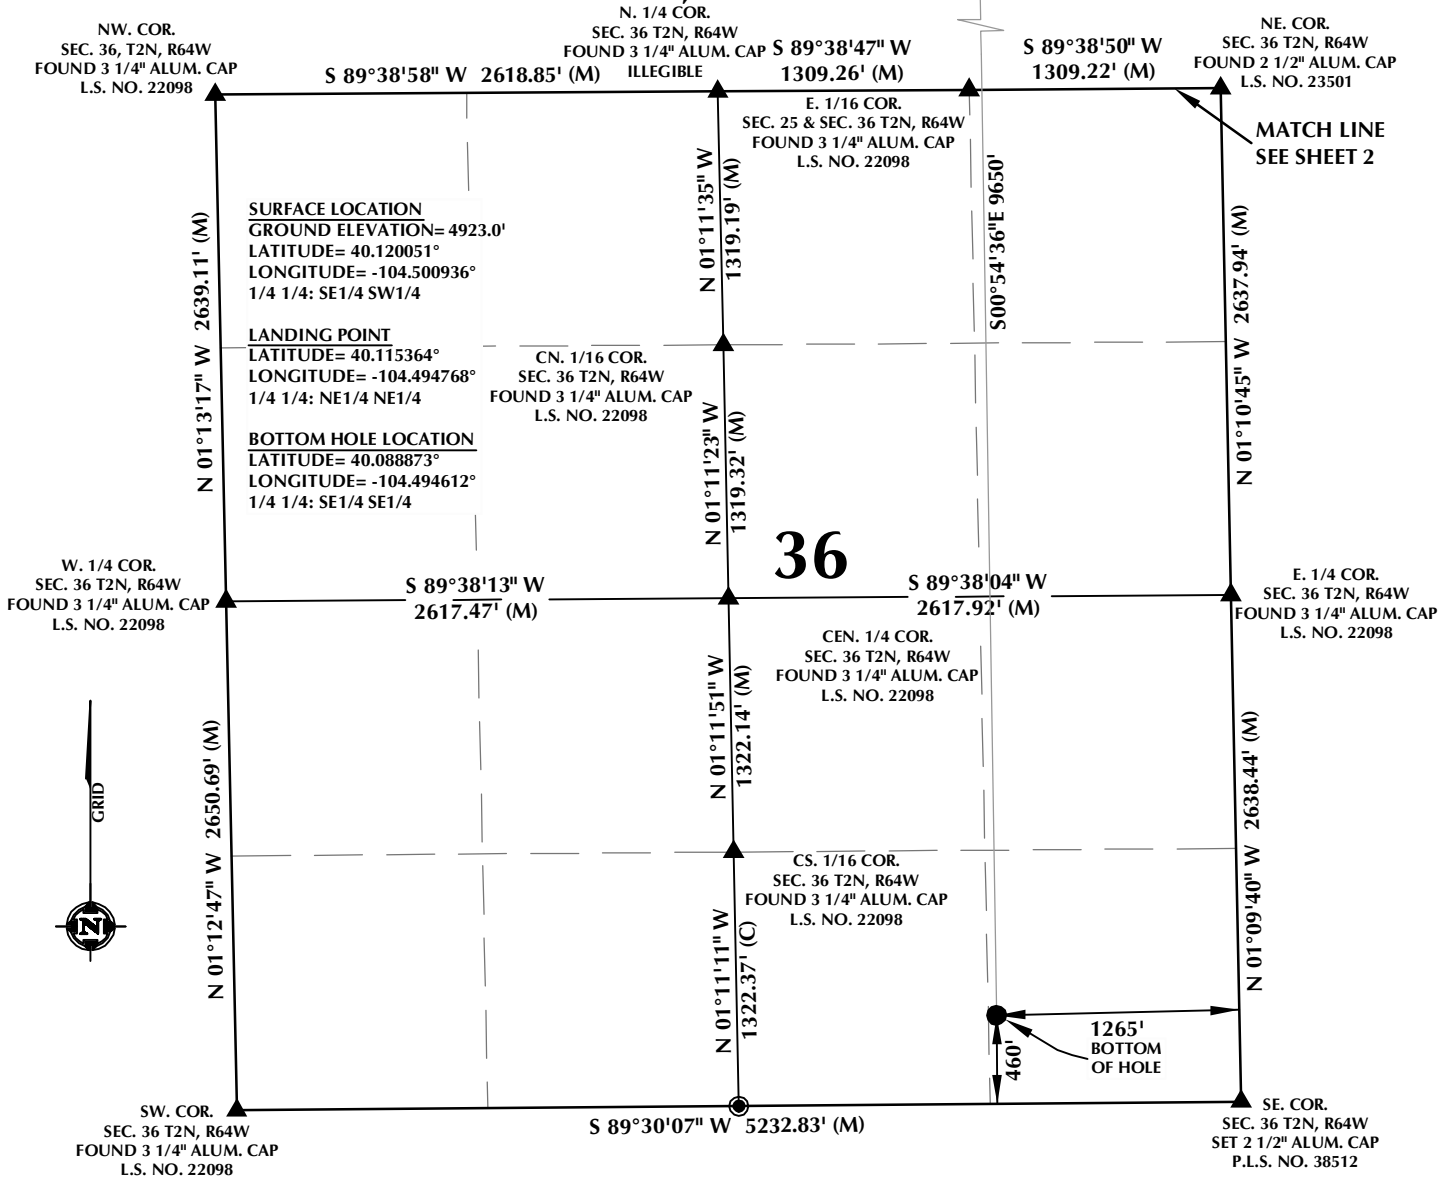 NW. COR.
SEC. 36, T2N, R64W
FOUND 3 1/4" ALUM. CAP
L.S. NO. 22098
S 89°38'58" W 2618.85' (M)
N. 1/4 COR.
SEC. 36 T2N, R64W
FOUND 3 1/4" ALUM. CAP
ILLEGIBLE
S 89°38'47" W
1309.26' (M)
S 89°38'50" W
1309.22' (M)
NE. COR.
SEC. 36 T2N, R64W
FOUND 2 1/2" ALUM. CAP
L.S. NO. 23501
E. 1/16 COR.
SEC. 25 & SEC. 36 T2N, R64W
FOUND 3 1/4" ALUM. CAP
L.S. NO. 22098
MATCH LINE
SEE SHEET 2
SURFACE LOCATION
GROUND ELEVATION= 4923.0'
LATITUDE= 40.120051°
LONGITUDE= -104.500936°
1/4 1/4: SE1/4 SW1/4
LANDING POINT
LATITUDE= 40.115364°
LONGITUDE= -104.494768°
1/4 1/4: NE1/4 NE1/4
BOTTOM HOLE LOCATION
LATITUDE= 40.088873°
LONGITUDE= -104.494612°
1/4 1/4: SE1/4 SE1/4
N 01°13'17" W 2639.11' (M)
N 01°11'35" W
1319.19' (M)
S00°54'36"E 9650'
N 01°10'45" W 2637.94' (M)
CN. 1/16 COR.
SEC. 36 T2N, R64W
FOUND 3 1/4" ALUM. CAP
L.S. NO. 22098
N 01°11'23" W
1319.32' (M)
36
W. 1/4 COR.
SEC. 36 T2N, R64W
FOUND 3 1/4" ALUM. CAP
L.S. NO. 22098
S 89°38'13" W
2617.47' (M)
S 89°38'04" W
2617.92' (M)
E. 1/4 COR.
SEC. 36 T2N, R64W
FOUND 3 1/4" ALUM. CAP
L.S. NO. 22098
CEN. 1/4 COR.
SEC. 36 T2N, R64W
FOUND 3 1/4" ALUM. CAP
L.S. NO. 22098
GRID
N
N 01°12'47" W 2650.69' (M)
N 01°11'51" W
1322.14' (M)
N 01°09'40" W 2638.44' (M)
CS. 1/16 COR.
SEC. 36 T2N, R64W
FOUND 3 1/4" ALUM. CAP
L.S. NO. 22098
N 01°11'11" W
1322.37' (C)
460'
1265'
BOTTOM
OF HOLE
SW. COR.
SEC. 36 T2N, R64W
FOUND 3 1/4" ALUM. CAP
L.S. NO. 22098
S 89°30'07" W 5232.83' (M)
SE. COR.
SEC. 36 T2N, R64W
SET 2 1/2" ALUM. CAP
P.L.S. NO. 38512